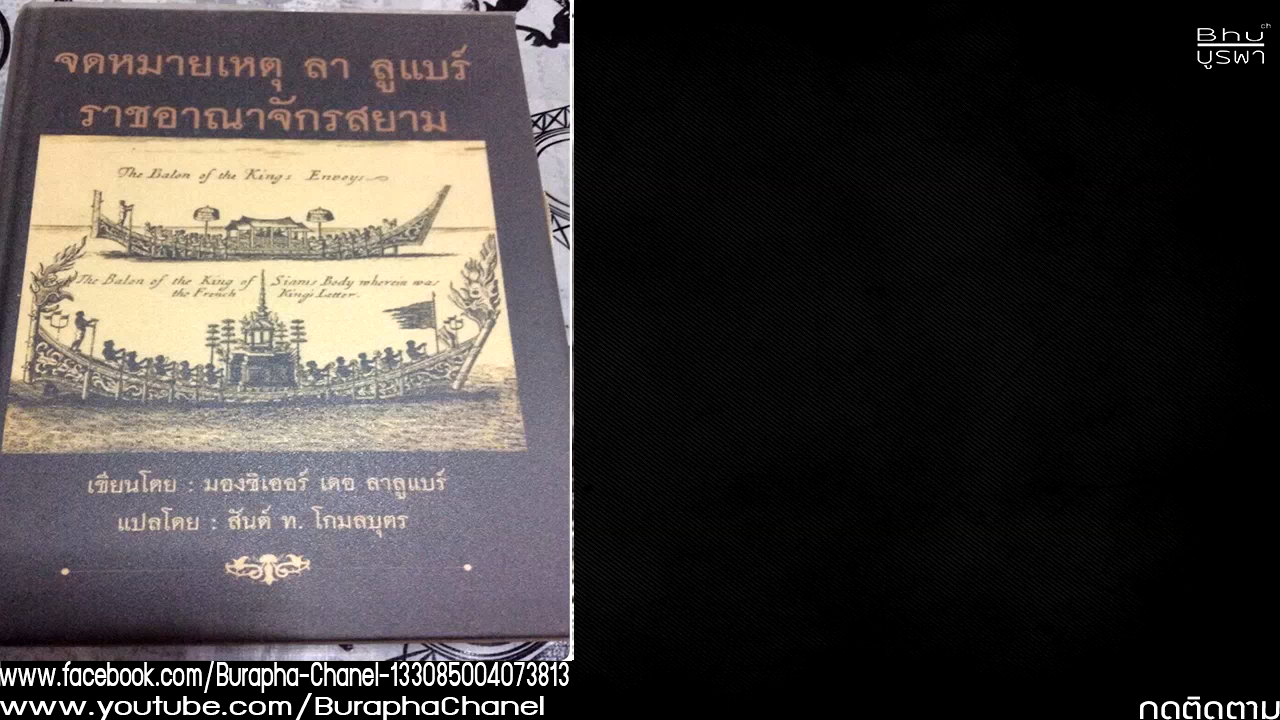 จดหมายเหตุ ลา ลูแบร์
ราชอาณาจักรสยาม
The Balon of the Kings Envoys
The Balon of the King of Siams Body wherein was
the French Kings Letter.
เขียนโดย : มองซิเออร์ เดอ ลาลูแบร์
แปลโดย : สันต์ ท. โกมลบุตร
www.facebook.com/Burapha-Chanel-133085004073813
www.youtube.com/BuraphaChanel
Bhu ch
บูรพา
กดติดตาม